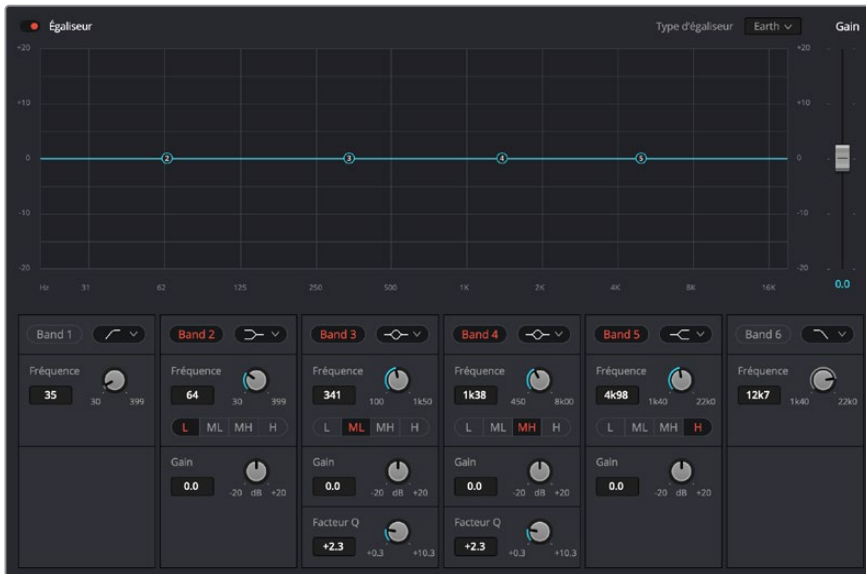 Égaliseur Type d'égaliseur Earth Gain
+20 +20
+10 +10
2 3 4 5
0 0
-10 -10
-20 -20
Hz 31 62 125 250 500 1K 2K 4K 8K 16K 0.0
Band 1 Band 2 Band 3 Band 4 Band 5 Band 6
Fréquence Fréquence Fréquence Fréquence Fréquence Fréquence
35 64 341 1k38 4k98 12k7
30 399 30 399 100 1k50 450 8k00 1k40 22k0 1k40 22k0
L ML MH H L ML MH H L ML MH H L ML MH H
Gain Gain Gain Gain
0.0 0.0 0.0 0.0
-20 dB +20 -20 dB +20 -20 dB +20 -20 dB +20
Facteur Q Facteur Q
+2.3 +2.3
+0.3 +10.3 +0.3 +10.3